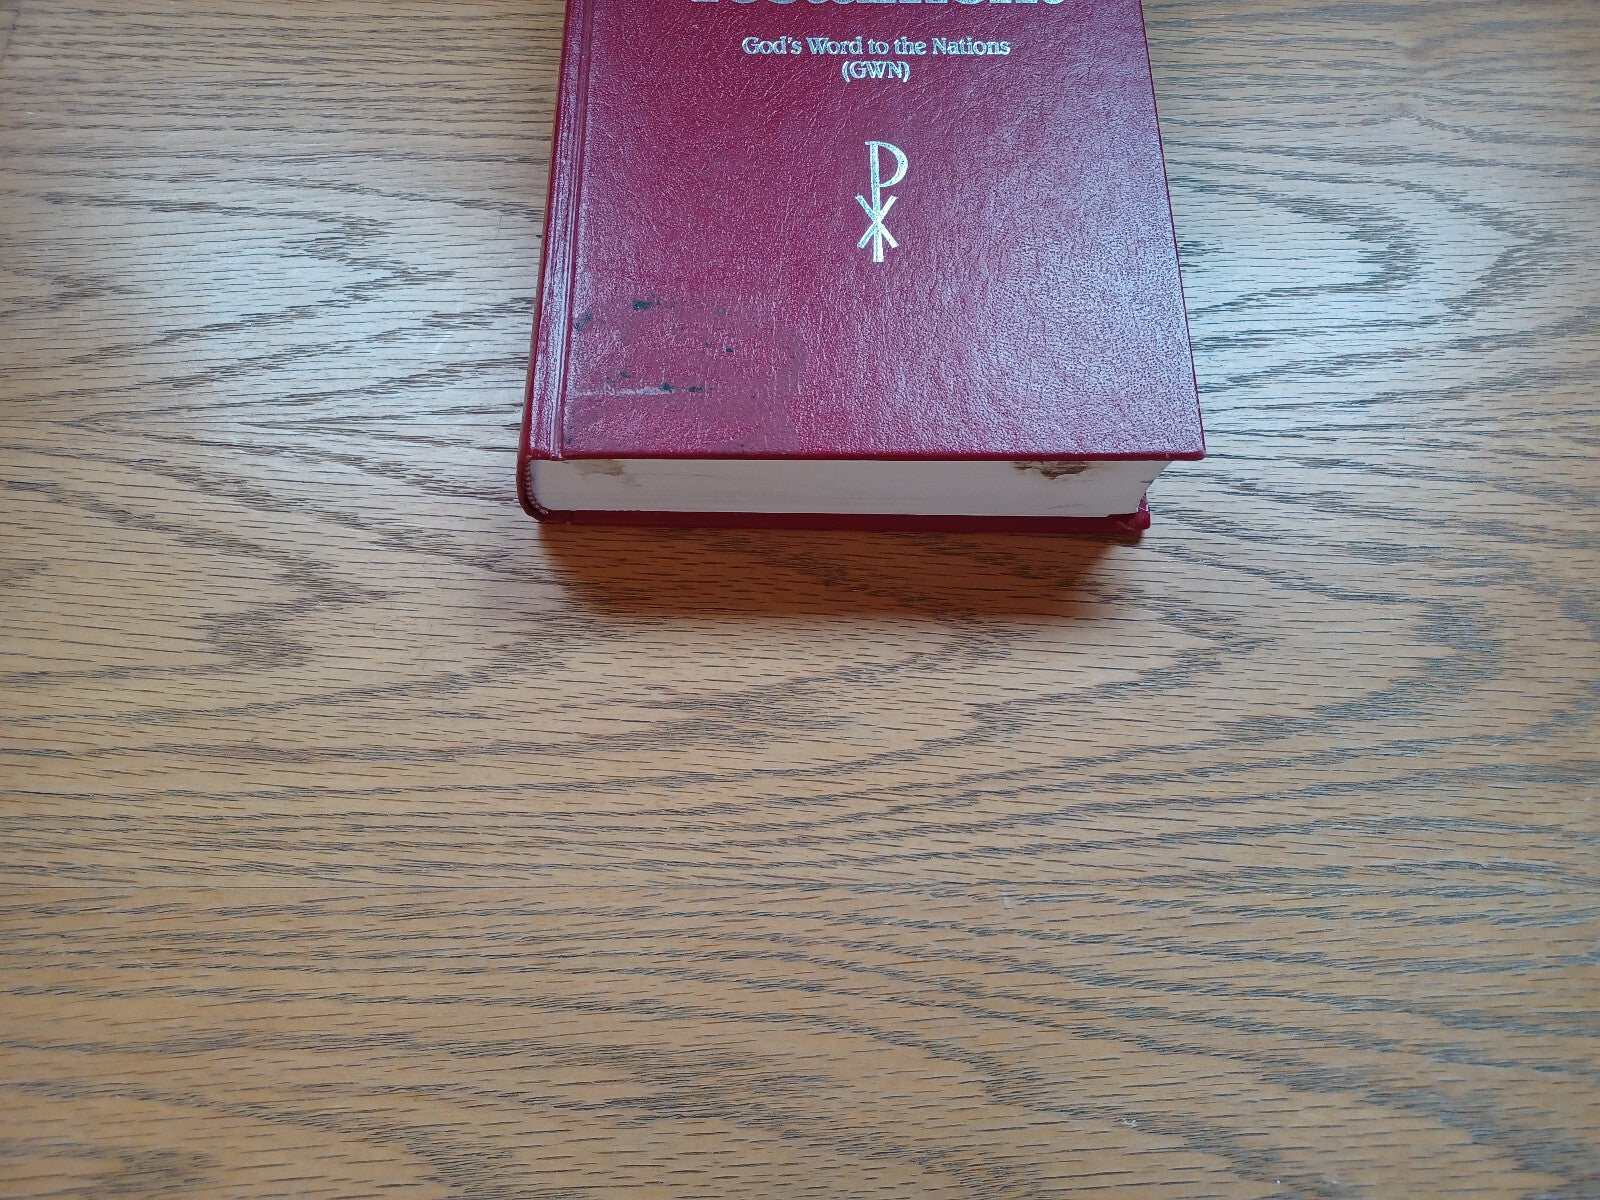 God's Word to the Nations
(GWN)